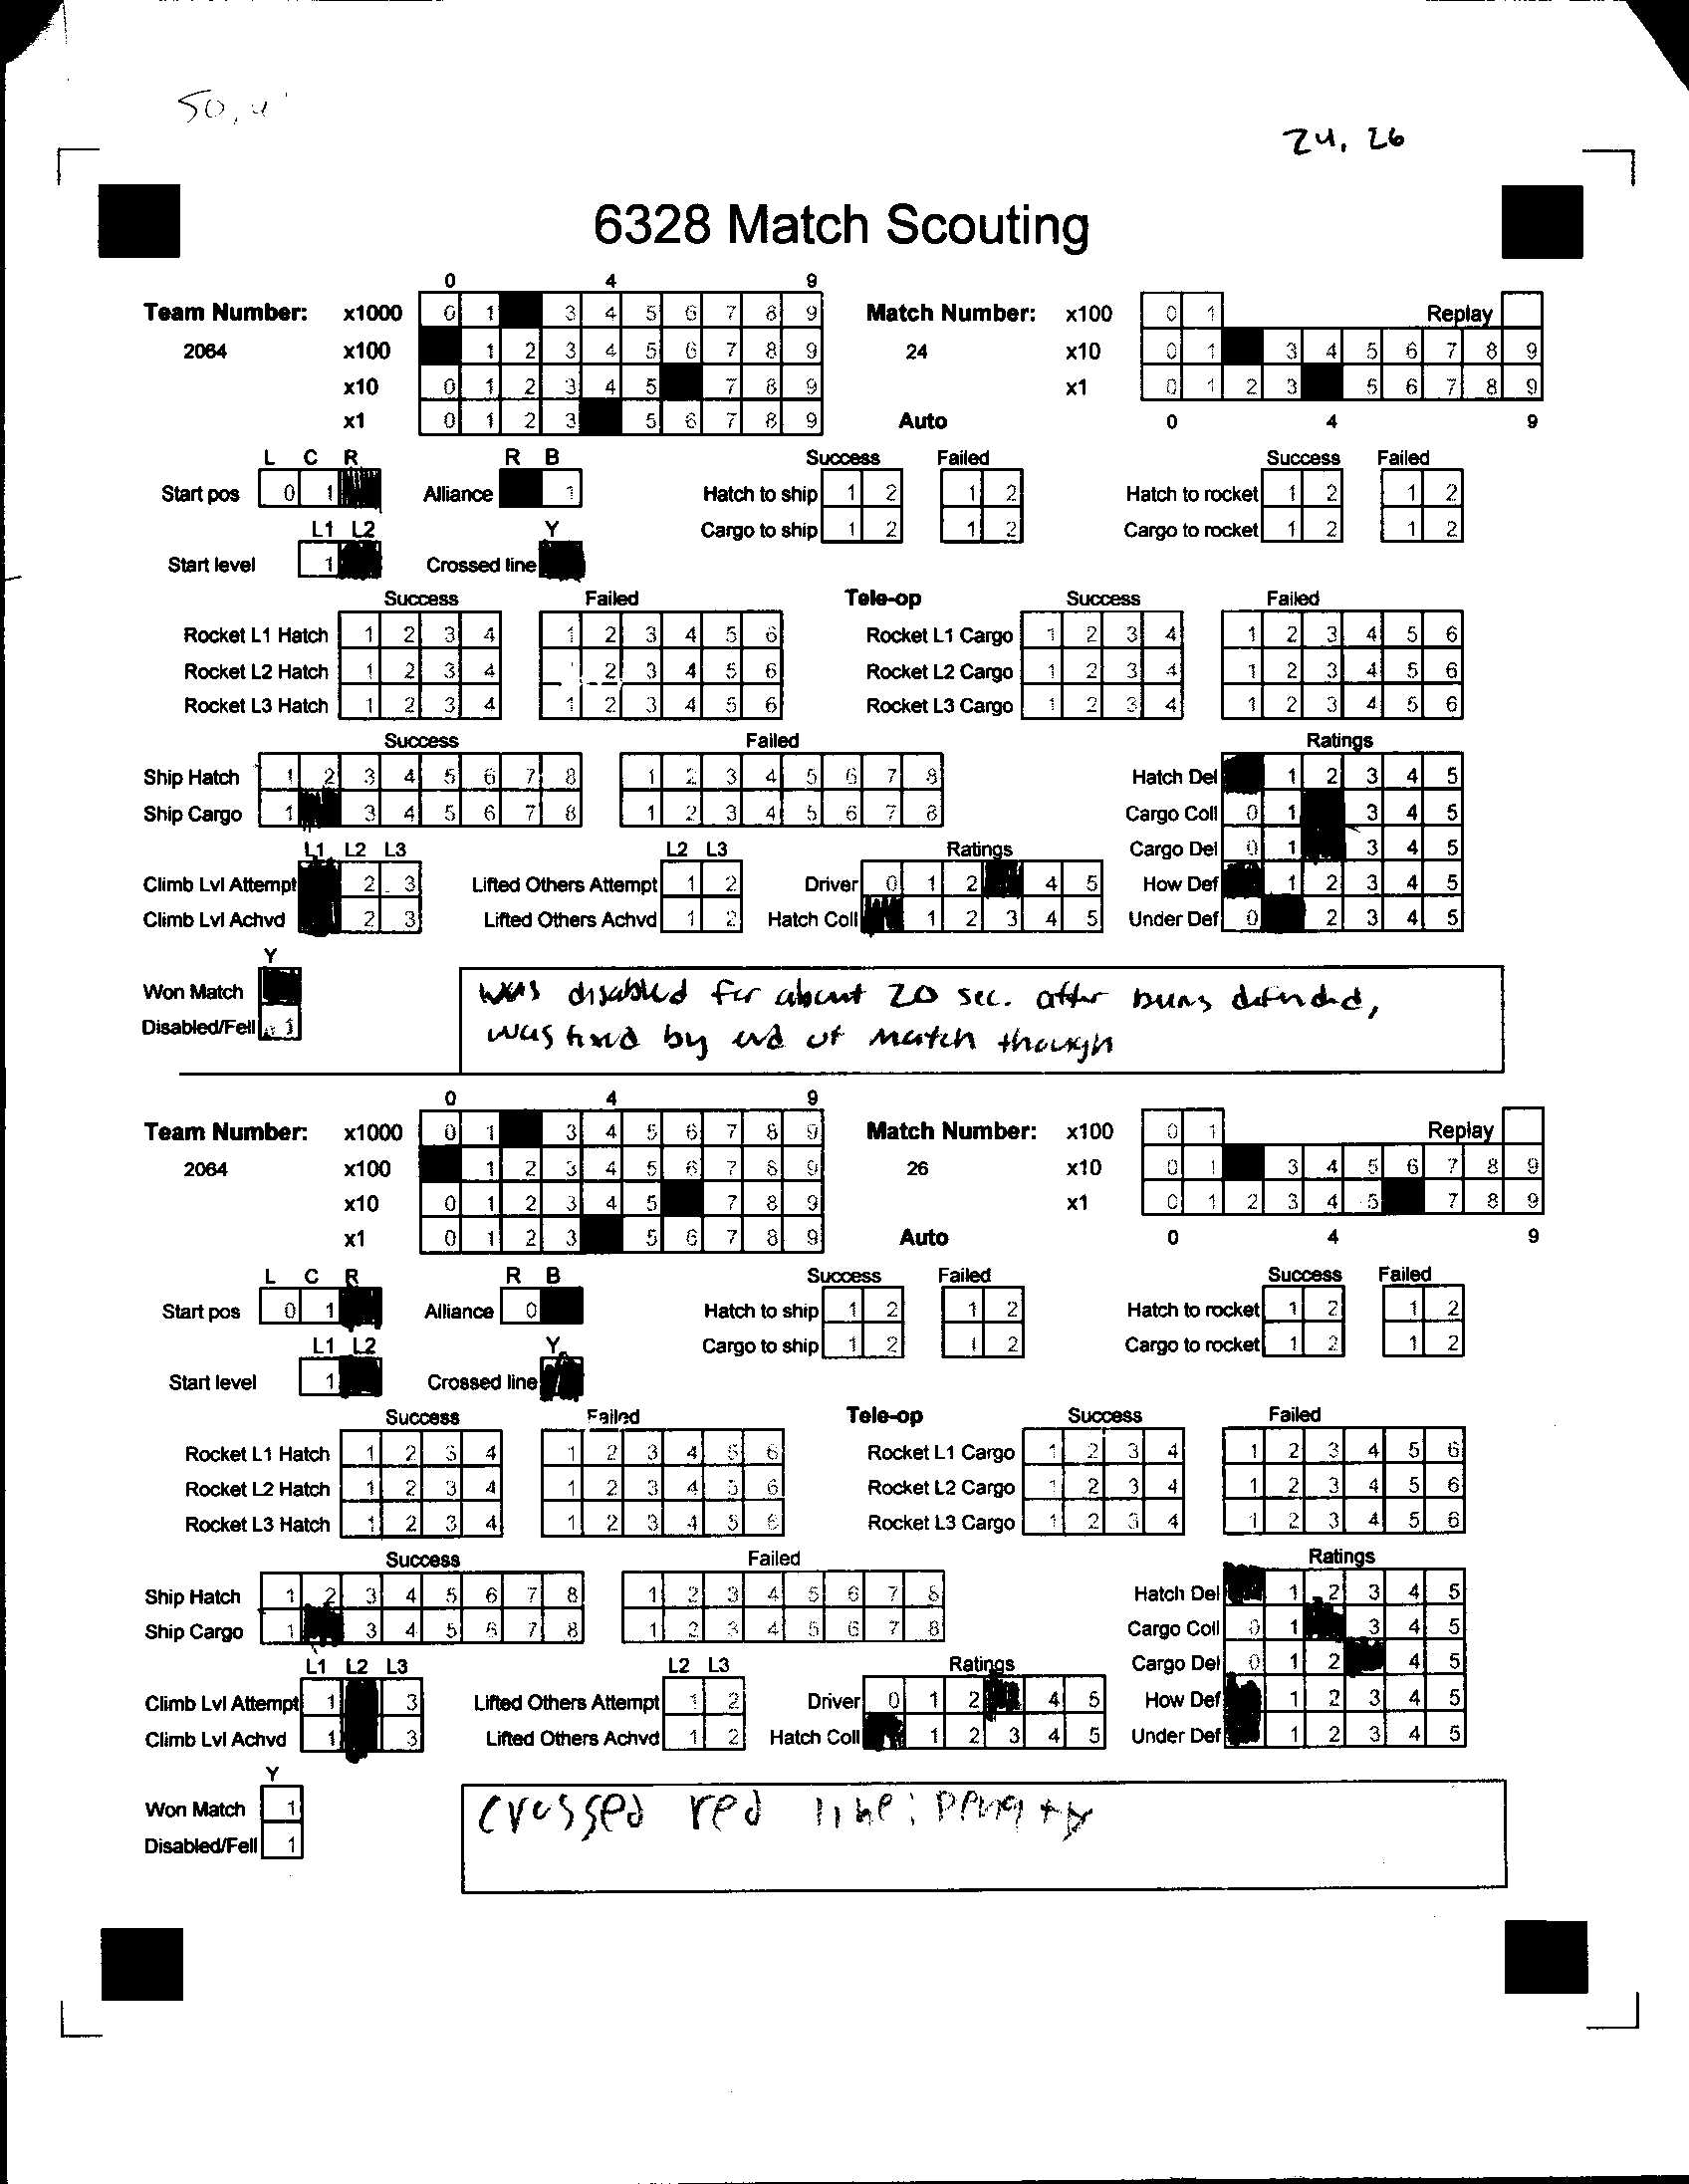 24, 26
6328 Match Scouting
0 4 9
Team Number: x1000 0 1 3 4 5 6 7 8 9 Match Number: x100 0 1 Replay
2064 x100 1 2 3 4 5 6 7 8 9 24 x10 0 1 3 4 5 6 7 8 9
x10 0 1 2 3 4 5 7 8 9 x1 0 1 2 3 5 6 7 8 9
x1 0 1 2 3 5 6 7 8 9 Auto 0 4 9
L C R R B Success Failed Success Failed
Start pos 0 1 Alliance 1 Hatch to ship 1 2 1 2 Hatch to rocket 1 2 1 2
L1 L2 Y Cargo to ship 1 2 1 2 Cargo to rocket 1 2 1 2
Start level 1 Crossed line
Success Failed Tele-op Success Failed
Rocket L1 Hatch 1 2 3 4 1 2 3 4 5 6 Rocket L1 Cargo 1 2 3 4 1 2 3 4 5 6
Rocket L2 Hatch 1 2 3 4 2 3 4 5 6 Rocket L2 Cargo 1 2 3 4 1 2 3 4 5 6
Rocket L3 Hatch 1 2 3 4 1 2 3 4 5 6 Rocket L3 Cargo 1 2 3 4 1 2 3 4 5 6
Success Failed Ratings
Ship Hatch 1 2 3 4 5 6 7 8 1 2 3 4 5 6 7 8 Hatch Del 1 2 3 4 5
Ship Cargo 1 3 4 5 6 7 8 1 2 3 4 5 6 7 8 Cargo Coll 0 1 3 4 5
L1 L2 L3 L2 L3 Ratings Cargo Del 0 1 3 4 5
Climb Lvl Attempt 2 3 Lifted Others Attempt 1 2 Driver 0 1 2 4 5 How Def 1 2 3 4 5
Climb Lvl Achvd 2 3 Lifted Others Achvd 1 2 Hatch Coll 1 2 3 4 5 Under Def 0 2 3 4 5
Y
Won Match
Disabled/Fell 1
was disabled for about 20 sec. after being defended,
was fixed by end of match though
0 4 9
Team Number: x1000 0 1 3 4 5 6 7 8 9 Match Number: x100 0 1 Replay
2064 x100 1 2 3 4 5 6 7 8 9 26 x10 0 1 3 4 5 6 7 8 9
x10 0 1 2 3 4 5 7 8 9 x1 0 1 2 3 4 5 7 8 9
x1 0 1 2 3 5 6 7 8 9 Auto 0 4 9
L C R R B Success Failed Success Failed
Start pos 0 1 Alliance 0 Hatch to ship 1 2 1 2 Hatch to rocket 1 2 1 2
L1 L2 Y Cargo to ship 1 2 1 2 Cargo to rocket 1 2 1 2
Start level 1 Crossed line
Success Failed Tele-op Success Failed
Rocket L1 Hatch 1 2 3 4 1 2 3 4 5 6 Rocket L1 Cargo 1 2 3 4 1 2 3 4 5 6
Rocket L2 Hatch 1 2 3 4 1 2 3 4 5 6 Rocket L2 Cargo 1 2 3 4 1 2 3 4 5 6
Rocket L3 Hatch 1 2 3 4 1 2 3 4 5 6 Rocket L3 Cargo 1 2 3 4 1 2 3 4 5 6
Success Failed Ratings
Ship Hatch 1 2 3 4 5 6 7 8 1 2 3 4 5 6 7 8 Hatch Del 1 2 3 4 5
Ship Cargo 1 3 4 5 6 7 8 1 2 3 4 5 6 7 8 Cargo Coll 0 1 3 4 5
L1 L2 L3 L2 L3 Ratings Cargo Del 0 1 2 4 5
Climb Lvl Attempt 1 3 Lifted Others Attempt 1 2 Driver 0 1 2 4 5 How Def 1 2 3 4 5
Climb Lvl Achvd 1 3 Lifted Others Achvd 1 2 Hatch Coll 1 2 3 4 5 Under Def 1 2 3 4 5
Y
Won Match 1
Disabled/Fell 1
crossed red line: penalty